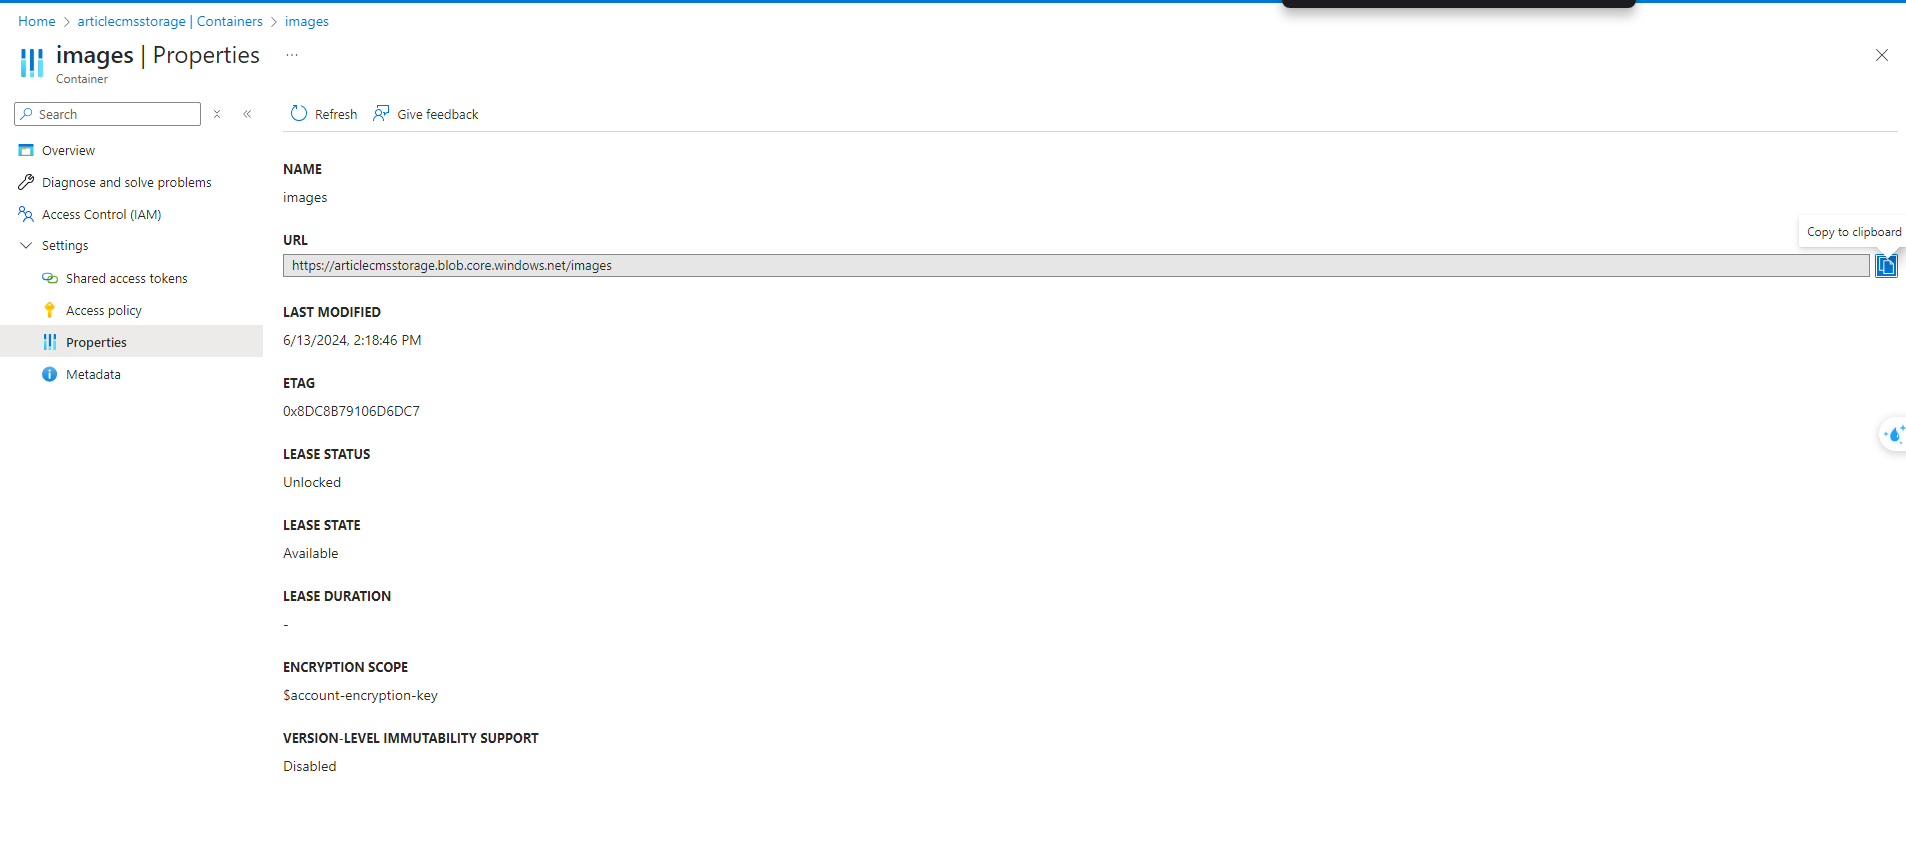 Home > articlecmsstorage | Containers > images
images | Properties ...
Container
Search
Refresh
Give feedback
Overview
Diagnose and solve problems
Access Control (IAM)
Settings
Shared access tokens
Access policy
Properties
Metadata
NAME
images
URL
Copy to clipboard
https://articlecmsstorage.blob.core.windows.net/images
LAST MODIFIED
6/13/2024, 2:18:46 PM
ETAG
0x8DC8B79106D6DC7
LEASE STATUS
Unlocked
LEASE STATE
Available
LEASE DURATION
-
ENCRYPTION SCOPE
$account-encryption-key
VERSION-LEVEL IMMUTABILITY SUPPORT
Disabled